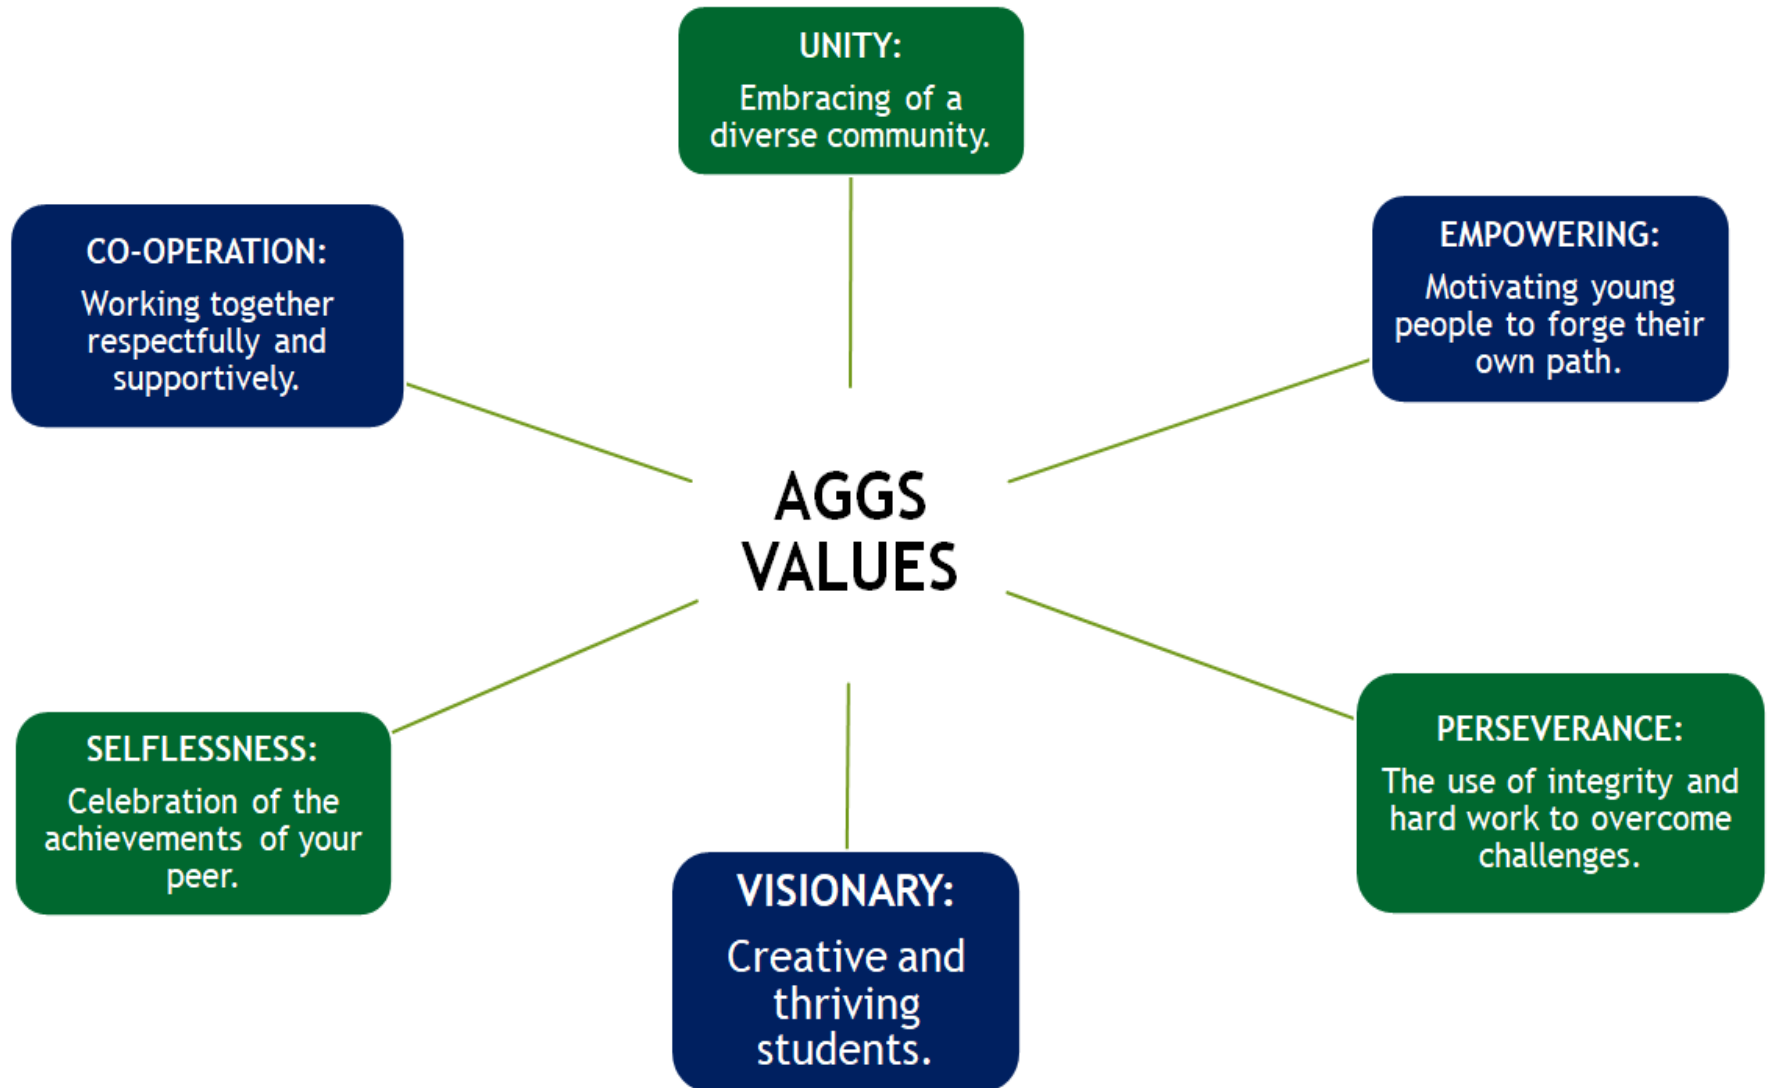 UNITY:
Embracing of a
diverse community.
CO-OPERATION:
Working together
respectfully and
supportively.
EMPOWERING:
Motivating young
people to forge their
own path.
AGGS
VALUES
SELFLESSNESS:
Celebration of the
achievements of your
peer.
PERSEVERANCE:
The use of integrity and
hard work to overcome
challenges.
VISIONARY:
Creative and
thriving
students.